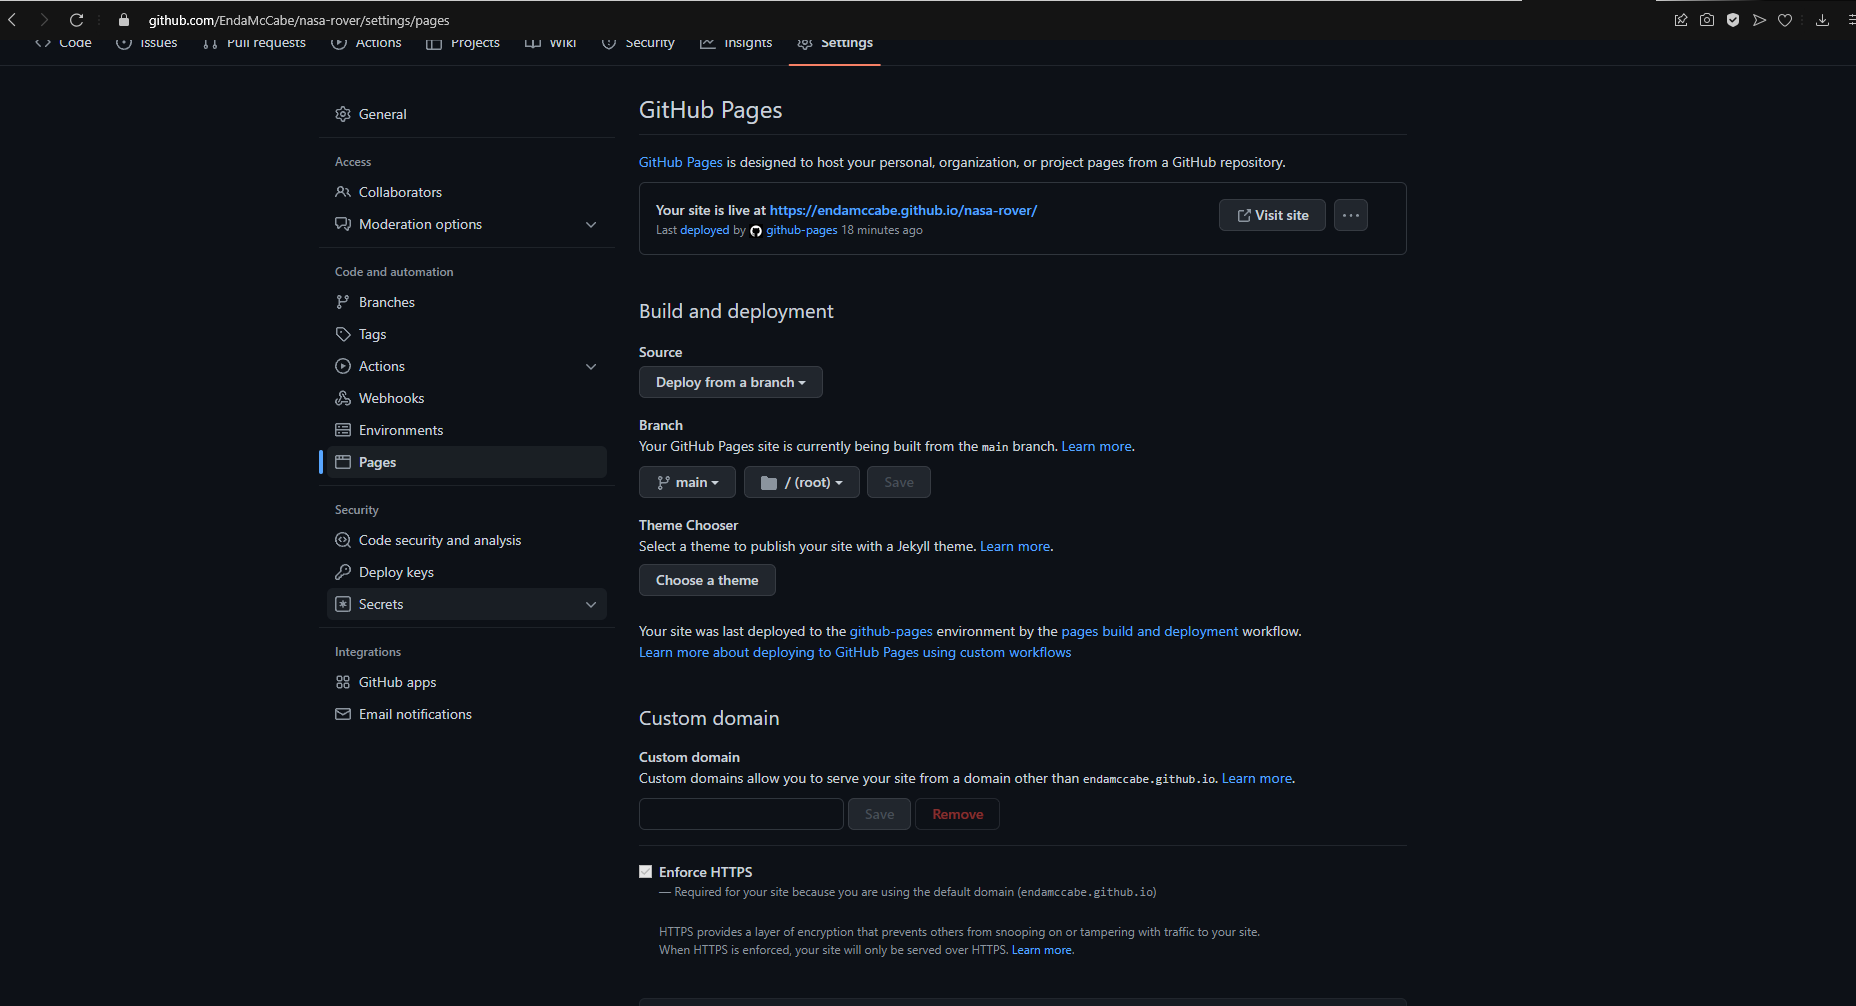 github.com/EndaMcCabe/nasa-rover/settings/pages
Code Issues Pull requests Actions Projects Wiki Security Insights Settings
General
Access
Collaborators
Moderation options
Code and automation
Branches
Tags
Actions
Webhooks
Environments
Pages
Security
Code security and analysis
Deploy keys
Secrets
Integrations
GitHub apps
Email notifications
GitHub Pages
GitHub Pages is designed to host your personal, organization, or project pages from a GitHub repository.
Your site is live at https://endamccabe.github.io/nasa-rover/
Last deployed by github-pages 18 minutes ago
Visit site
Build and deployment
Source
Deploy from a branch
Branch
Your GitHub Pages site is currently being built from the main branch. Learn more.
main / (root) Save
Theme Chooser
Select a theme to publish your site with a Jekyll theme. Learn more.
Choose a theme
Your site was last deployed to the github-pages environment by the pages build and deployment workflow.
Learn more about deploying to GitHub Pages using custom workflows
Custom domain
Custom domain
Custom domains allow you to serve your site from a domain other than endamccabe.github.io. Learn more.
Save Remove
Enforce HTTPS
— Required for your site because you are using the default domain (endamccabe.github.io)
HTTPS provides a layer of encryption that prevents others from snooping on or tampering with traffic to your site.
When HTTPS is enforced, your site will only be served over HTTPS. Learn more.